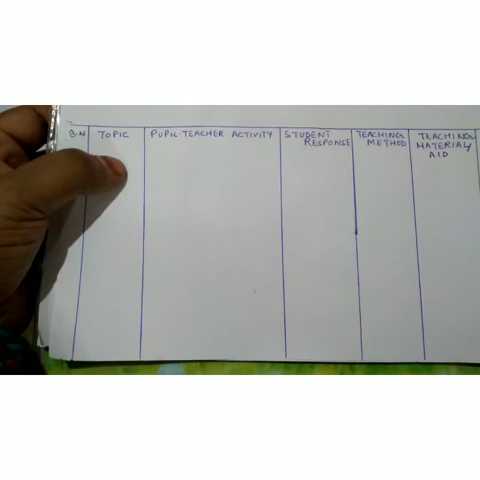 S.N
TOPIC
PUPIL-TEACHER ACTIVITY
STUDENT
RESPONSE
TEACHING
METHOD
TEACHING
MATERIAL/
AID